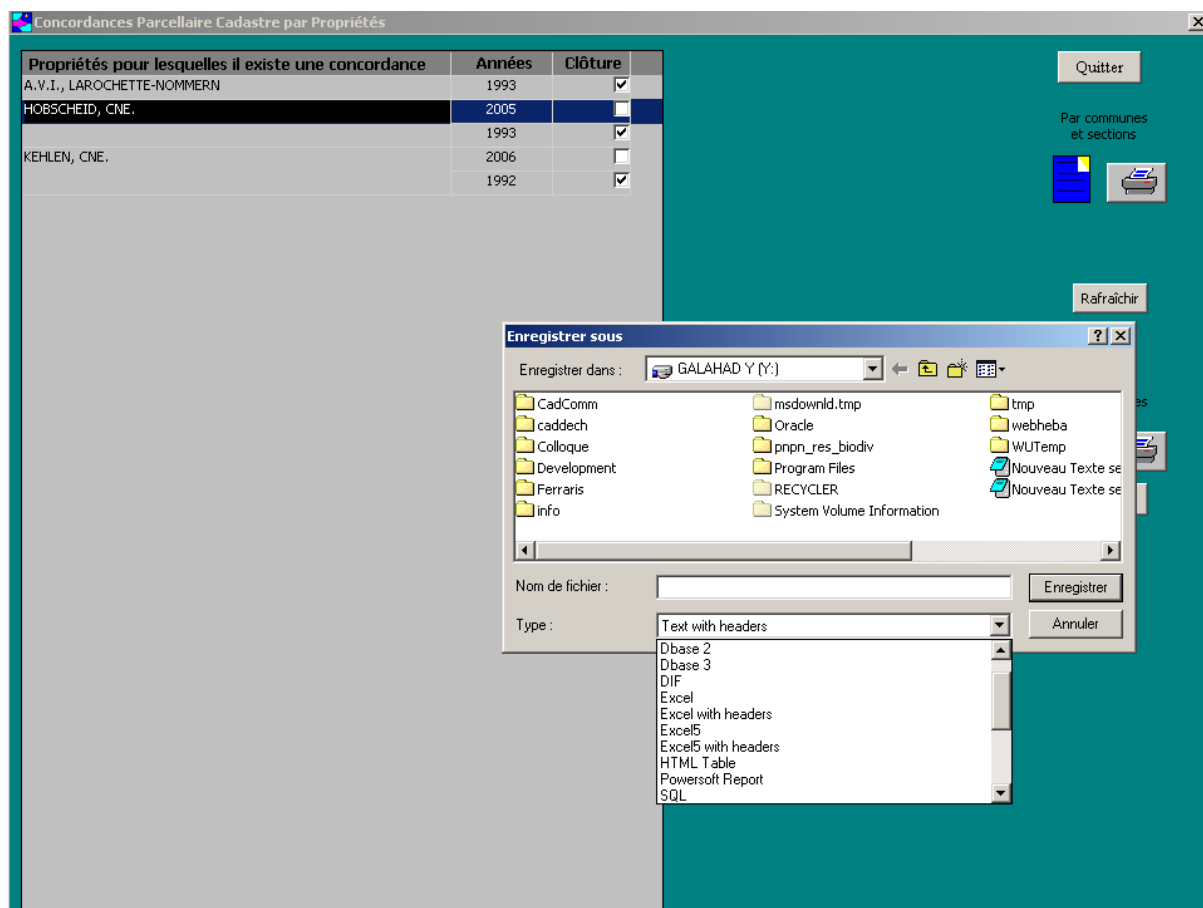 Concordances Parcellaire Cadastre par Propriétés
Propriétés pour lesquelles il existe une concordance Années Clôture
A.V.I., LAROCHETTE-NOMMERN 1993
HOBSCHEID, CNE. 2005
1993
KEHLEN, CNE. 2006
1992
Quitter
Par communes
et sections
Rafraîchir
es
Enregistrer sous
Enregistrer dans : GALAHAD Y (Y:)
CadComm msdownld.tmp tmp
caddech Oracle webheba
Colloque pnpn_res_biodiv WUTemp
Development Program Files Nouveau Texte se
Ferraris RECYCLER Nouveau Texte se
info System Volume Information
Nom de fichier : Enregistrer
Type : Text with headers Annuler
Dbase 2
Dbase 3
DIF
Excel
Excel with headers
Excel5
Excel5 with headers
HTML Table
Powersoft Report
SQL